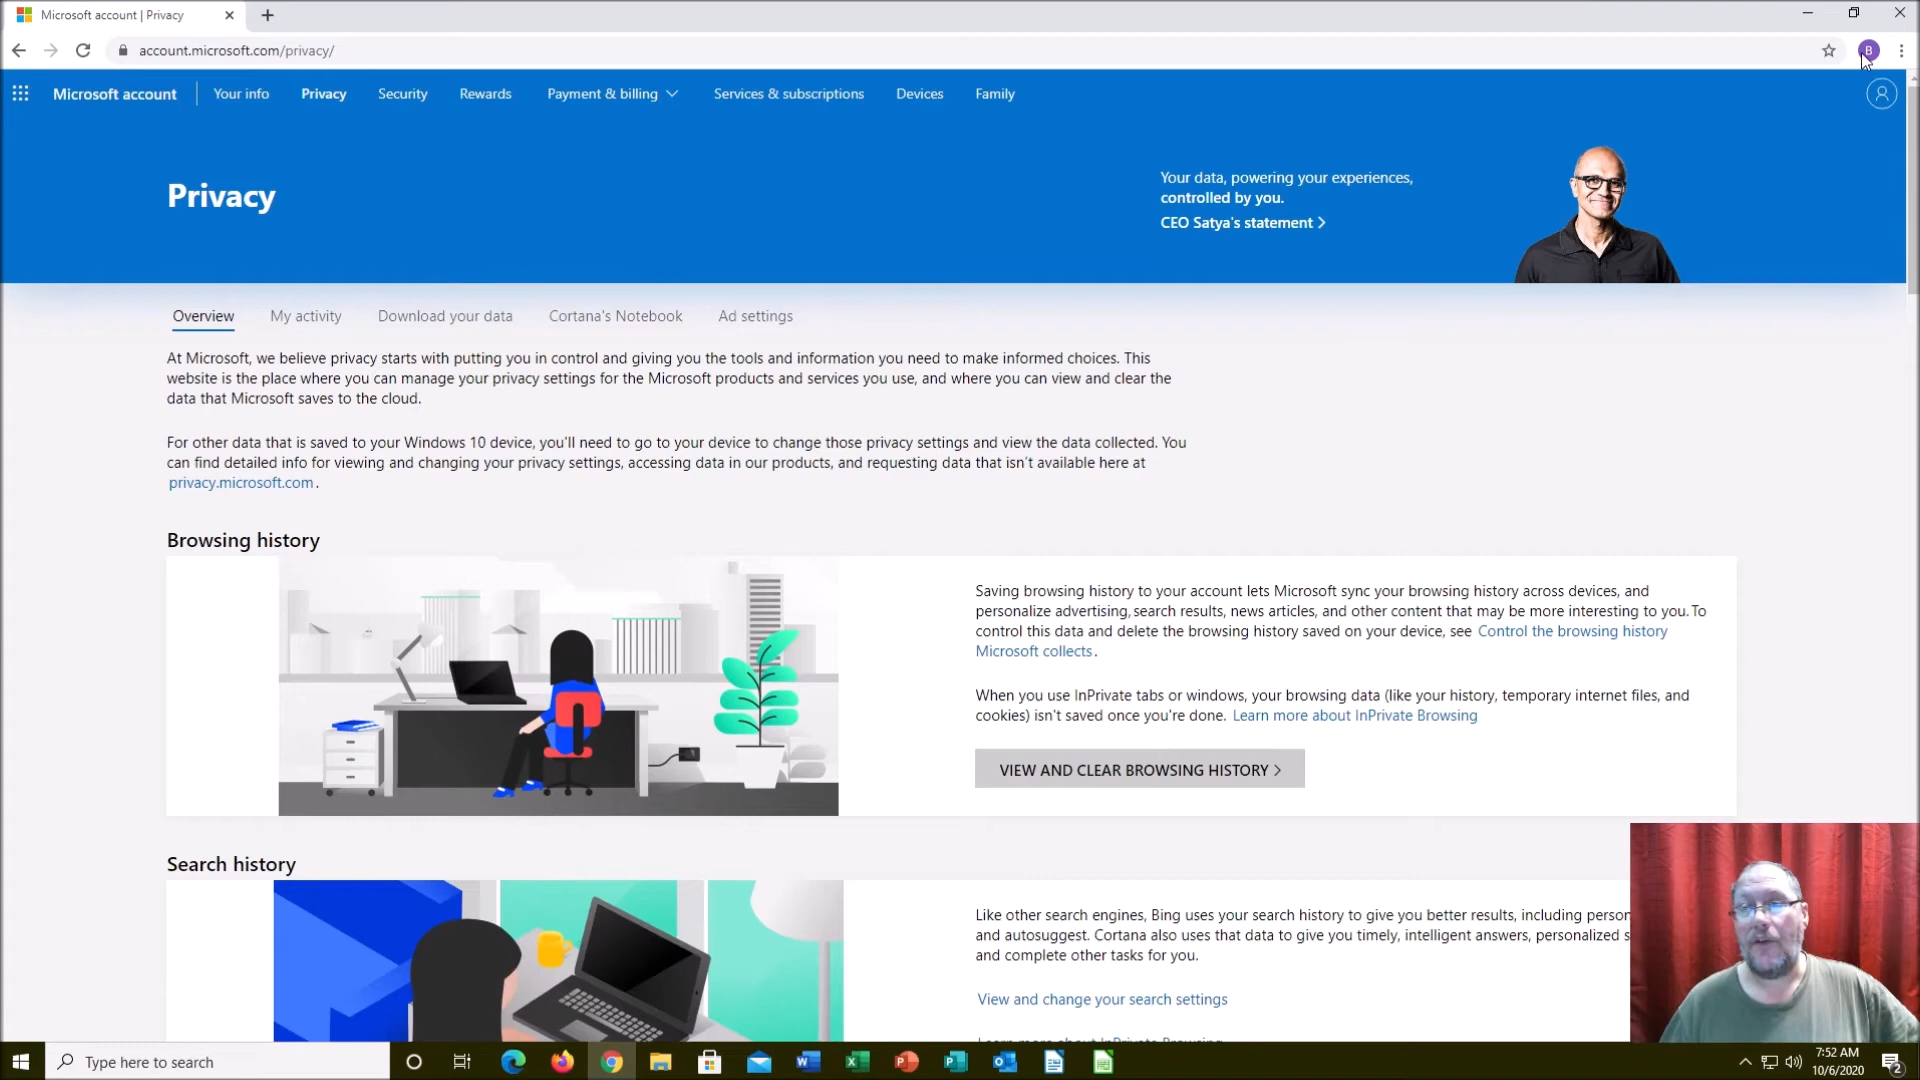 Microsoft account | Privacy
account.microsoft.com/privacy/
B
Microsoft account
Your info
Privacy
Security
Rewards
Payment & billing
Services & subscriptions
Devices
Family
Privacy
Your data, powering your experiences,
controlled by you.
CEO Satya's statement >
Overview
My activity
Download your data
Cortana's Notebook
Ad settings
At Microsoft, we believe privacy starts with putting you in control and giving you the tools and information you need to make informed choices. This
website is the place where you can manage your privacy settings for the Microsoft products and services you use, and where you can view and clear the
data that Microsoft saves to the cloud.
For other data that is saved to your Windows 10 device, you'll need to go to your device to change those privacy settings and view the data collected. You
can find detailed info for viewing and changing your privacy settings, accessing data in our products, and requesting data that isn't available here at
privacy.microsoft.com.
Browsing history
Saving browsing history to your account lets Microsoft sync your browsing history across devices, and
personalize advertising, search results, news articles, and other content that may be more interesting to you. To
control this data and delete the browsing history saved on your device, see Control the browsing history
Microsoft collects.
When you use InPrivate tabs or windows, your browsing data (like your history, temporary internet files, and
cookies) isn't saved once you're done. Learn more about InPrivate Browsing
VIEW AND CLEAR BROWSING HISTORY >
Search history
Like other search engines, Bing uses your search history to give you better results, including person
and autosuggest. Cortana also uses that data to give you timely, intelligent answers, personalized s
and complete other tasks for you.
View and change your search settings
Learn more about InPrivate Browsing
Type here to search
7:52 AM
10/6/2020
2